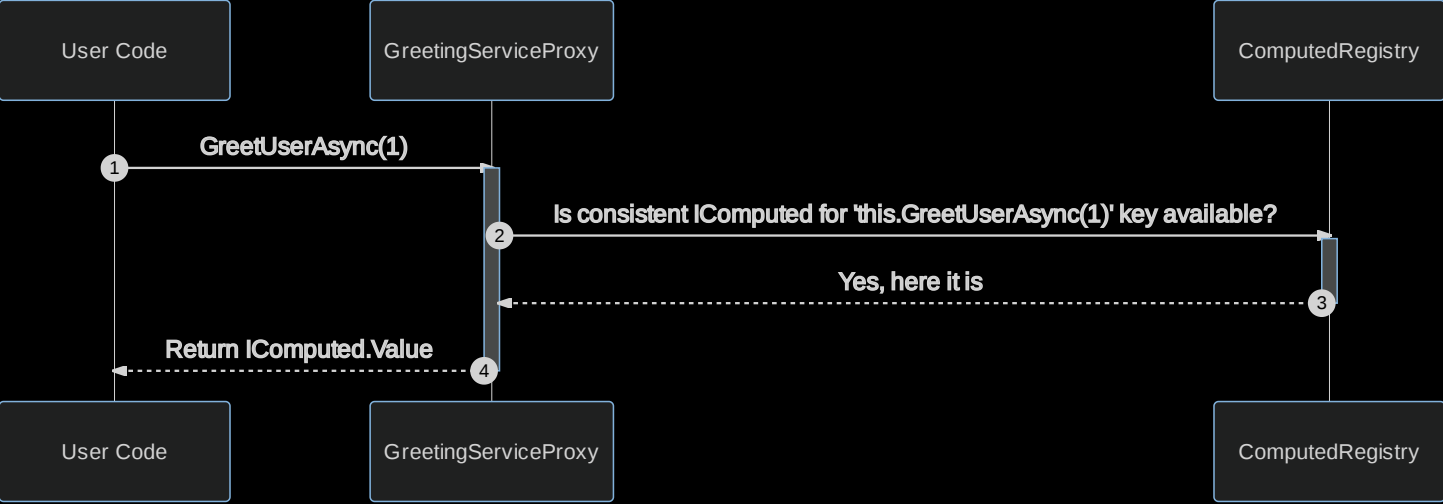 User Code
GreetingServiceProxy
ComputedRegistry
GreetUserAsync(1)
1
Is consistent IComputed for 'this.GreetUserAsync(1)' key available?
2
Yes, here it is
3
Return IComputed.Value
4
User Code
GreetingServiceProxy
ComputedRegistry